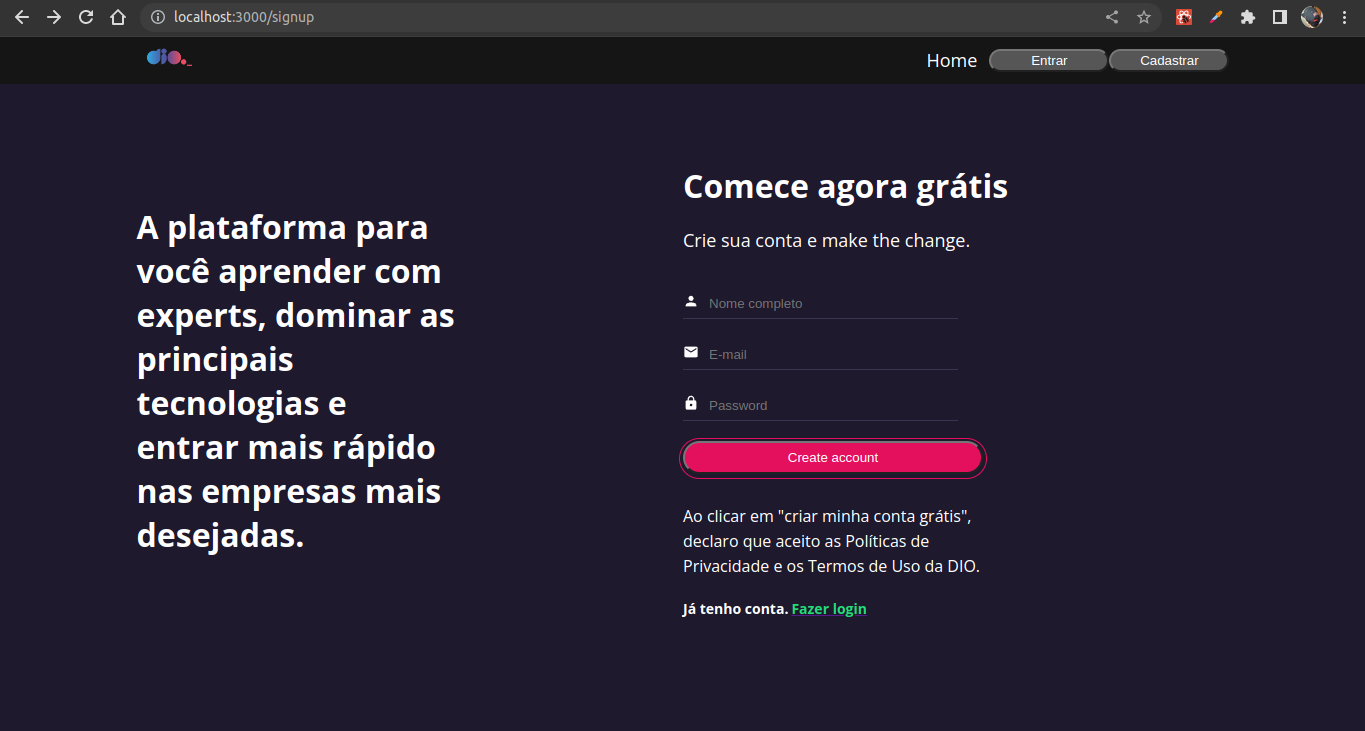 localhost:3000/signup
dio._
Home
Entrar
Cadastrar
A plataforma para
você aprender com
experts, dominar as
principais
tecnologias e
entrar mais rápido
nas empresas mais
desejadas.
Comece agora grátis
Crie sua conta e make the change.
Nome completo
E-mail
Password
Create account
Ao clicar em "criar minha conta grátis",
declaro que aceito as Políticas de
Privacidade e os Termos de Uso da DIO.
Já tenho conta. Fazer login